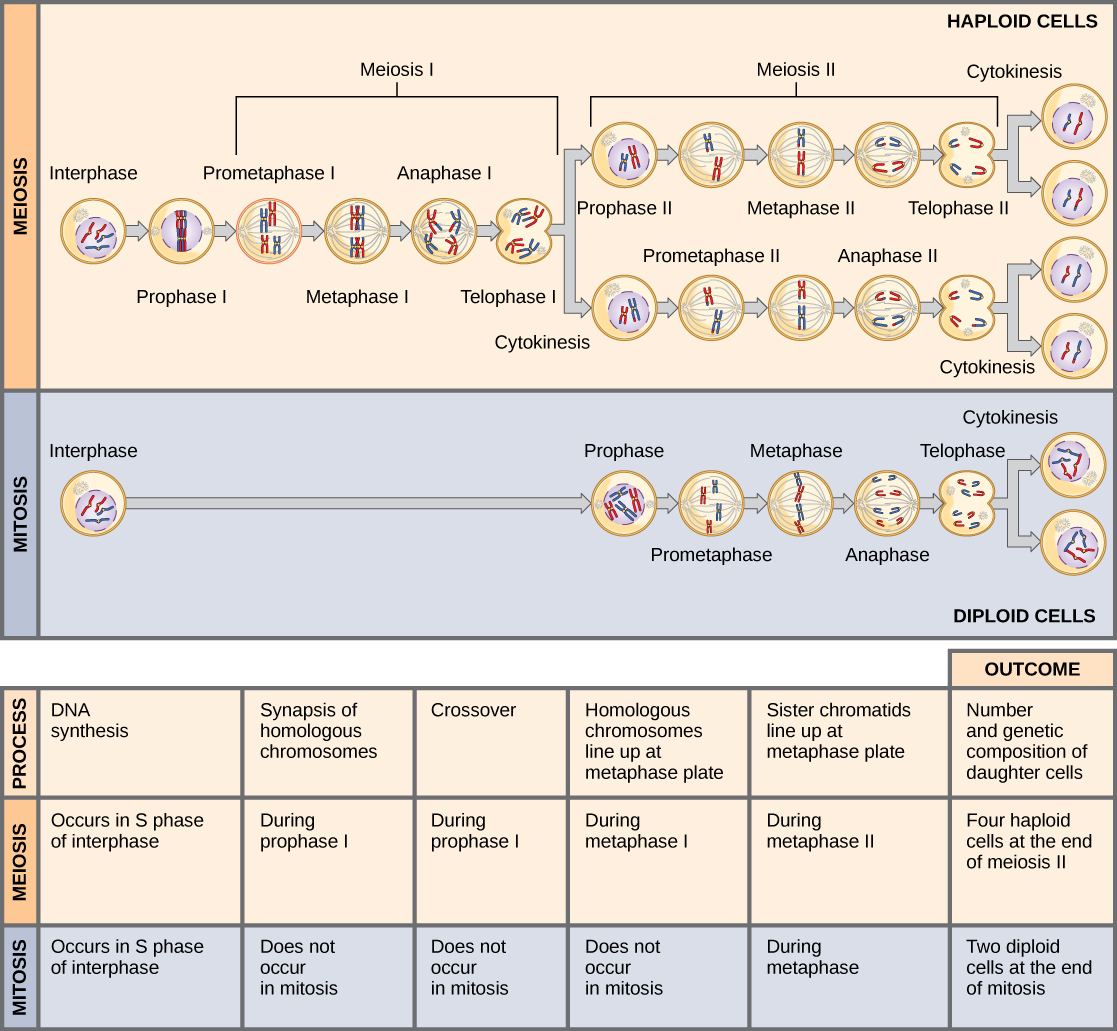 HAPLOID CELLS
MEIOSIS
Meiosis I
Meiosis II
Cytokinesis
Interphase
Prometaphase I
Anaphase I
Prophase II
Metaphase II
Telophase II
Prometaphase II
Anaphase II
Prophase I
Metaphase I
Telophase I
Cytokinesis
Cytokinesis
MITOSIS
Cytokinesis
Interphase
Prophase
Metaphase
Telophase
Prometaphase
Anaphase
DIPLOID CELLS
OUTCOME
PROCESS
DNA
synthesis
Synapsis of
homologous
chromosomes
Crossover
Homologous
chromosomes
line up at
metaphase plate
Sister chromatids
line up at
metaphase plate
Number
and genetic
composition of
daughter cells
MEIOSIS
Occurs in S phase
of interphase
During
prophase I
During
prophase I
During
metaphase I
During
metaphase II
Four haploid
cells at the end
of meiosis II
MITOSIS
Occurs in S phase
of interphase
Does not
occur
in mitosis
Does not
occur
in mitosis
Does not
occur
in mitosis
During
metaphase
Two diploid
cells at the end
of mitosis